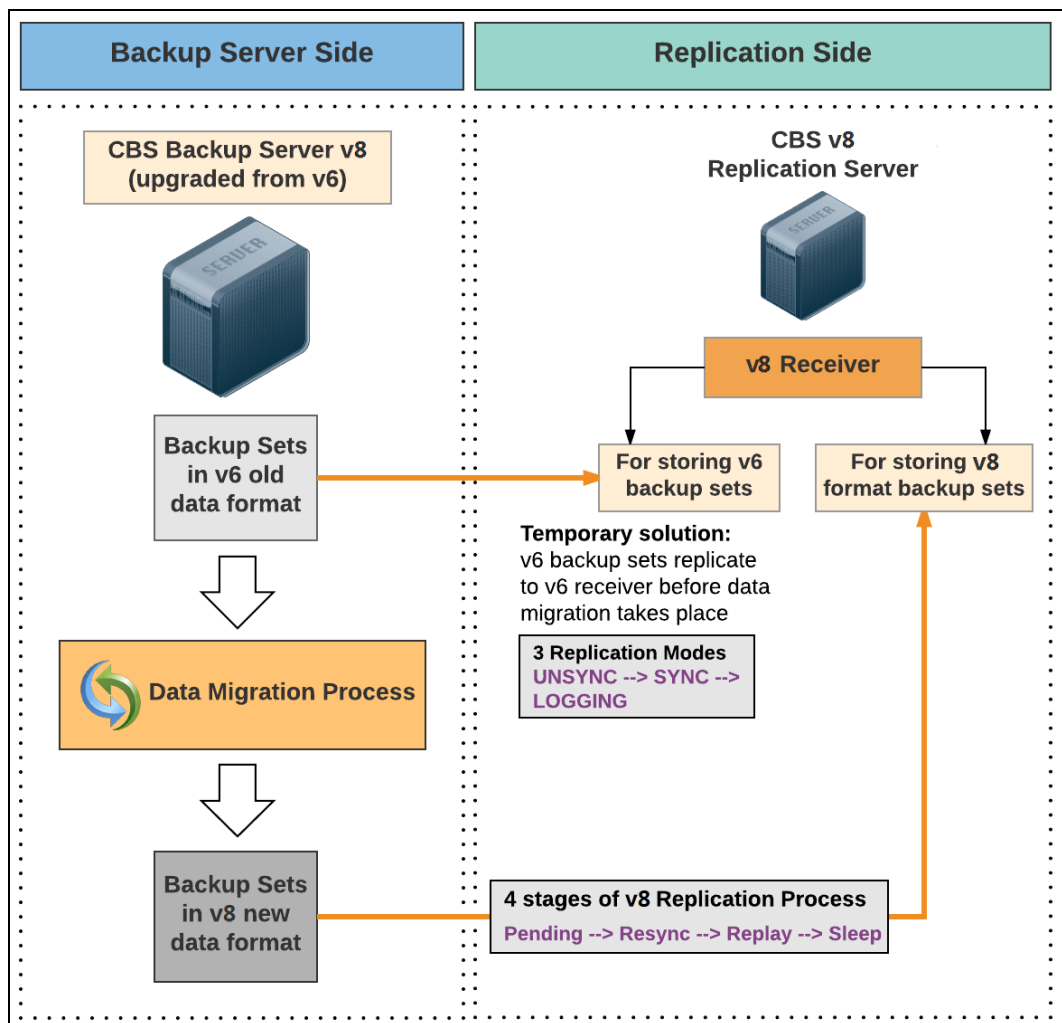 Backup Server Side
Replication Side
CBS Backup Server v8
(upgraded from v6)
SERVER
CBS v8
Replication Server
SERVER
v8 Receiver
Backup Sets
in v6 old
data format
For storing v6
backup sets
For storing v8
format backup sets
Temporary solution:
v6 backup sets replicate
to v6 receiver before data
migration takes place
3 Replication Modes
UNSYNC --> SYNC -->
LOGGING
Data Migration Process
Backup Sets
in v8 new
data format
4 stages of v8 Replication Process
Pending --> Resync --> Replay --> Sleep